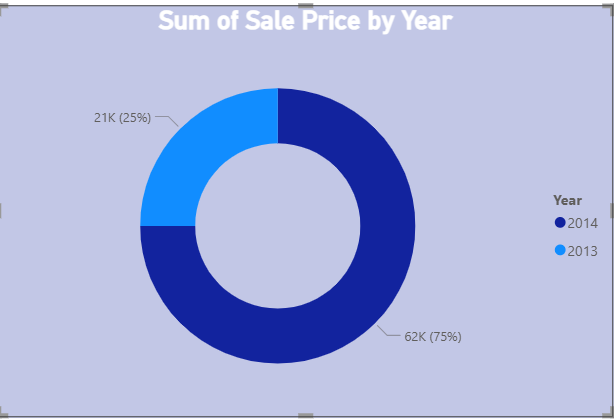 Sum of Sale Price by Year
21K (25%)
Year
2014
2013
62K (75%)